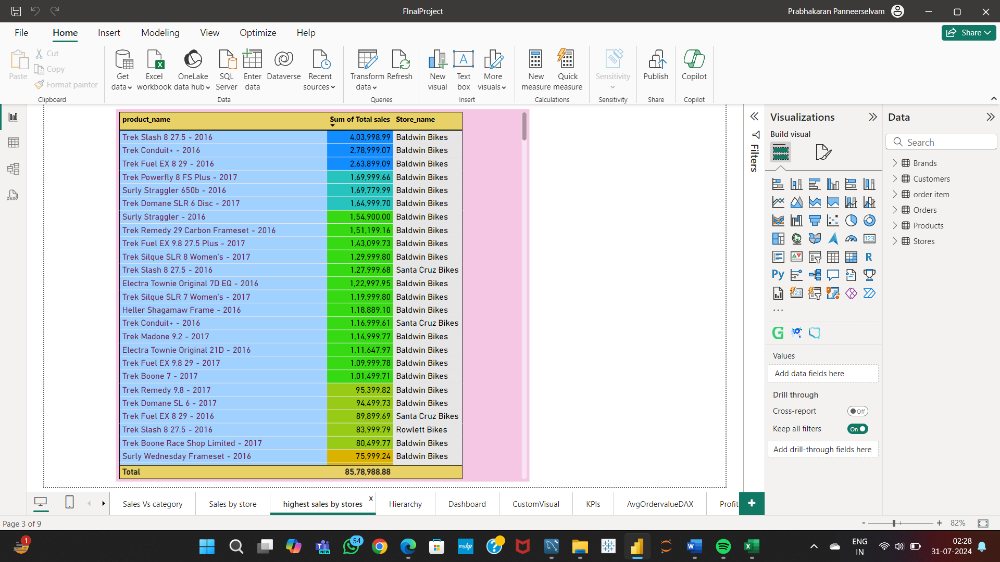 FInalProject
Prabhakaran Panneerselvam
File Home Insert Modeling View Optimize Help
Share
Paste
Cut
Copy
Format painter
Clipboard
Get data
Excel workbook
OneLake data hub
SQL Server
Enter data
Dataverse
Recent sources
Data
Transform data
Refresh
Queries
New visual
Text box
More visuals
Insert
New measure
Quick measure
Calculations
Sensitivity
Sensitivity
Publish
Share
Copilot
Copilot
product_name Sum of Total sales Store_name
Trek Slash 8 27.5 - 2016 4,03,998.99 Baldwin Bikes
Trek Conduit+ - 2016 2,78,999.07 Baldwin Bikes
Trek Fuel EX 8 29 - 2016 2,63,899.09 Baldwin Bikes
Trek Powerfly 8 FS Plus - 2017 1,69,999.66 Baldwin Bikes
Surly Straggler 650b - 2016 1,69,779.99 Baldwin Bikes
Trek Domane SLR 6 Disc - 2017 1,64,999.70 Baldwin Bikes
Surly Straggler - 2016 1,54,900.00 Baldwin Bikes
Trek Remedy 29 Carbon Frameset - 2016 1,51,199.16 Baldwin Bikes
Trek Fuel EX 9.8 27.5 Plus - 2017 1,43,099.73 Baldwin Bikes
Trek Silque SLR 8 Women's - 2017 1,29,999.80 Baldwin Bikes
Trek Slash 8 27.5 - 2016 1,27,999.68 Santa Cruz Bikes
Electra Townie Original 7D EQ - 2016 1,22,997.95 Baldwin Bikes
Trek Silque SLR 7 Women's - 2017 1,19,999.80 Baldwin Bikes
Heller Shagamaw Frame - 2016 1,18,889.10 Baldwin Bikes
Trek Conduit+ - 2016 1,16,999.61 Santa Cruz Bikes
Trek Madone 9.2 - 2017 1,14,999.77 Baldwin Bikes
Electra Townie Original 21D - 2016 1,11,647.97 Baldwin Bikes
Trek Fuel EX 9.8 29 - 2017 1,09,999.78 Baldwin Bikes
Trek Boone 7 - 2017 1,01,499.71 Baldwin Bikes
Trek Remedy 9.8 - 2017 95,399.82 Baldwin Bikes
Trek Domane SL 6 - 2017 94,499.73 Baldwin Bikes
Trek Fuel EX 8 29 - 2016 89,899.69 Santa Cruz Bikes
Trek Slash 8 27.5 - 2016 83,999.79 Rowlett Bikes
Trek Boone Race Shop Limited - 2017 80,499.77 Baldwin Bikes
Surly Wednesday Frameset - 2016 75,999.24 Baldwin Bikes
Total 85,78,988.88
Filters
Visualizations
Build visual
Values
Add data fields here
Drill through
Cross-report Off
Keep all filters On
Add drill-through fields here
Data
Search
Brands
Customers
order item
Orders
Products
Stores
Sales Vs category
Sales by store
highest sales by stores x
Hierarchy
Dashboard
CustomVisual
KPIs
AvgOrdervalueDAX
Profit
+
Page 3 of 9
- + 82%
1
54
ENG
IN
02:28
31-07-2024